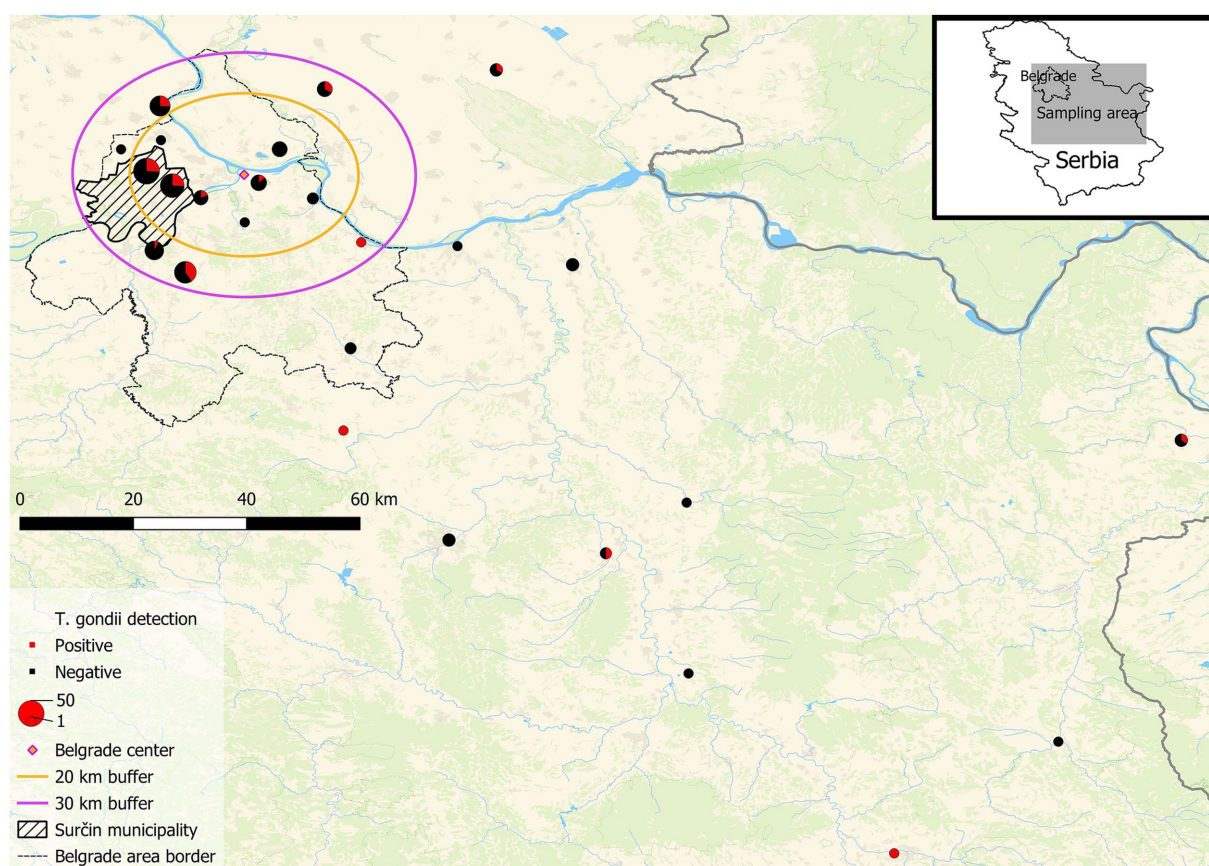 Belgrade
Sampling area
Serbia
0 20 40 60 km
T. gondii detection
Positive
Negative
50
1
Belgrade center
20 km buffer
30 km buffer
Surčin municipality
Belgrade area border